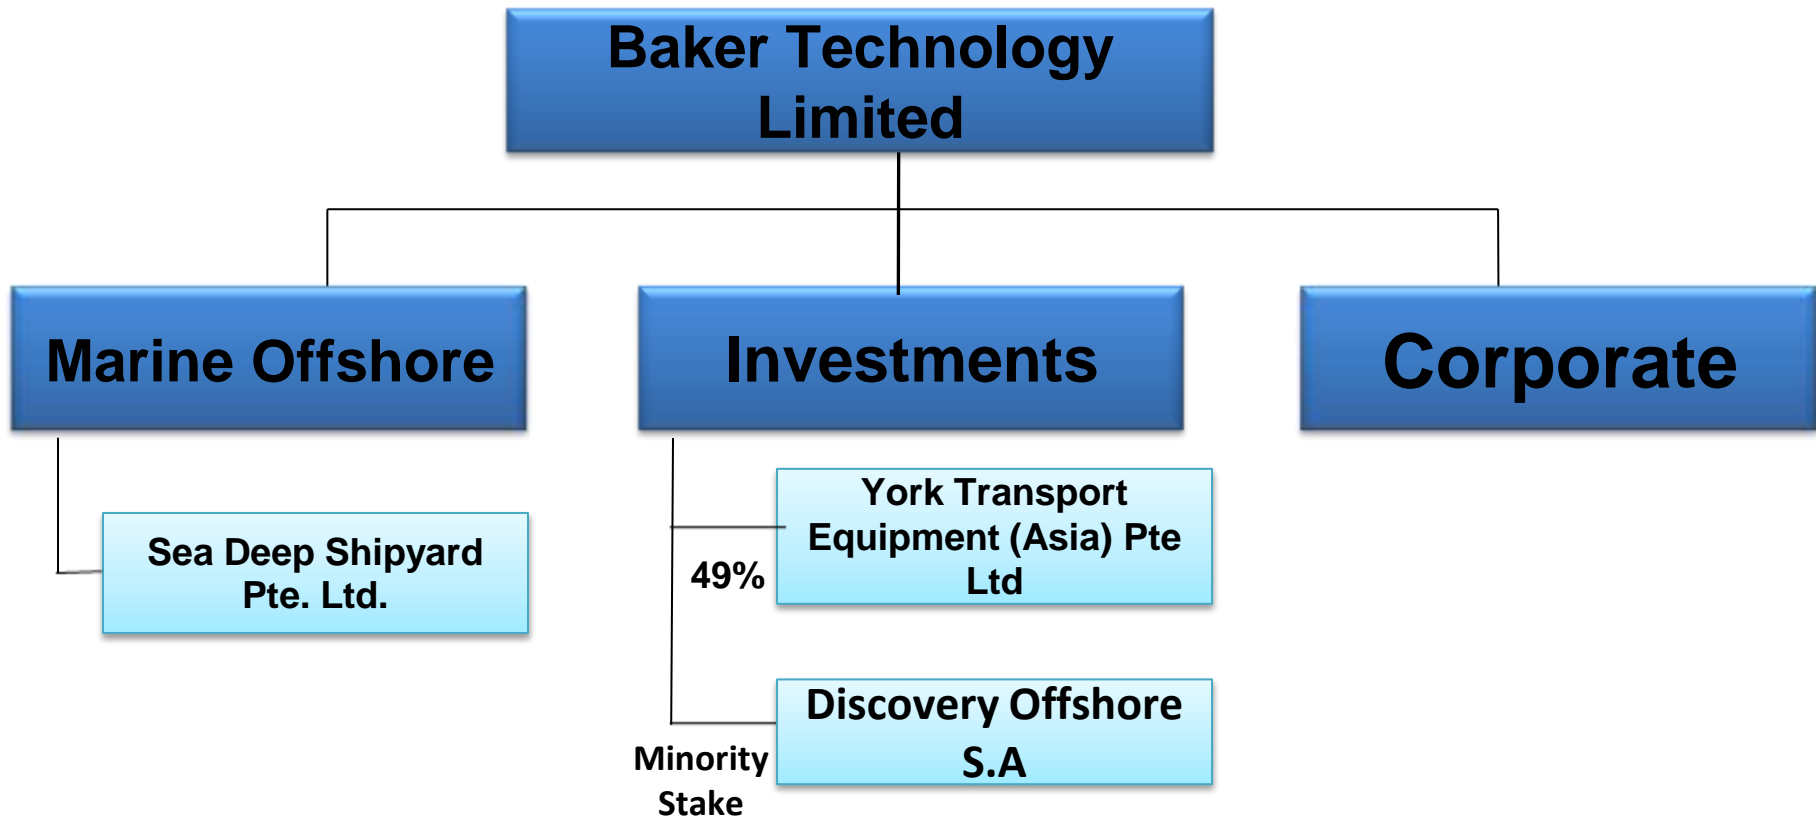 Baker Technology
Limited
Marine Offshore
Investments
Corporate
Sea Deep Shipyard
Pte. Ltd.
49%
York Transport
Equipment (Asia) Pte
Ltd
Minority
Stake
Discovery Offshore
S.A